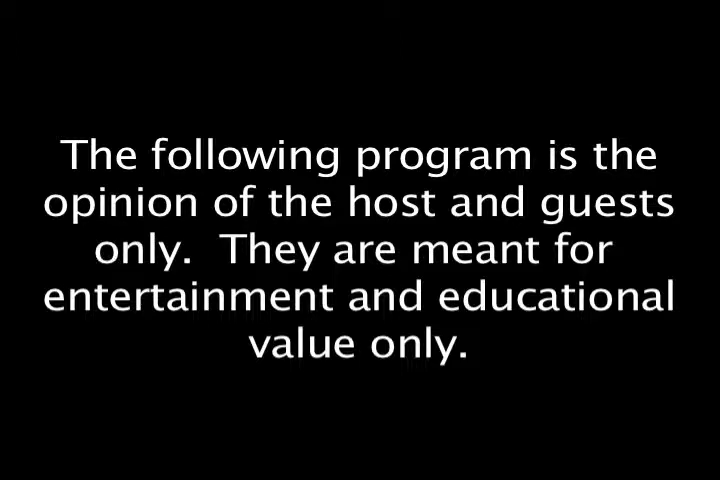 The following program is the
opinion of the host and guests
only.  They are meant for
entertainment and educational
value only.